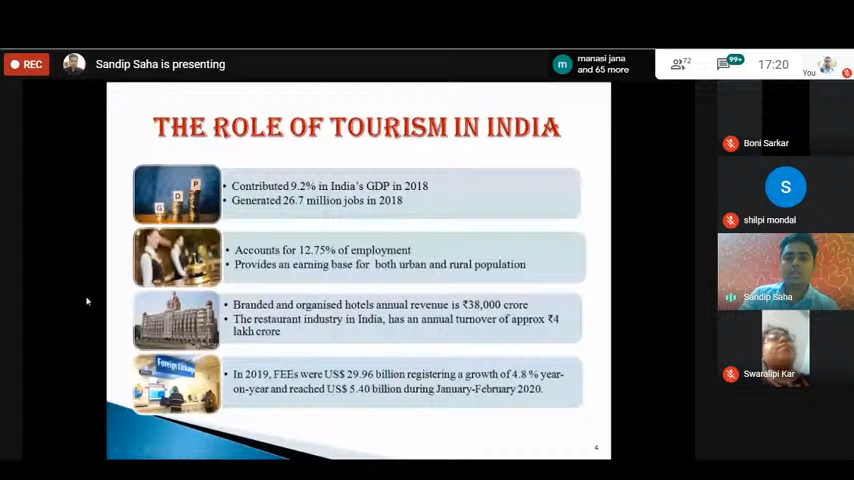 REC
Sandip Saha is presenting
m
manasi jana
and 65 more
72
99+
17:20
You
THE ROLE OF TOURISM IN INDIA
G D P
• Contributed 9.2% in India's GDP in 2018
• Generated 26.7 million jobs in 2018
• Accounts for 12.75% of employment
• Provides an earning base for both urban and rural population
• Branded and organised hotels annual revenue is ₹38,000 crore
• The restaurant industry in India, has an annual turnover of approx ₹4
lakh crore
Foreign Exchange
• In 2019, FEEs were US$ 29.96 billion registering a growth of 4.8 % year-
on-year and reached US$ 5.40 billion during January-February 2020.
4
Boni Sarkar
S
shilpi mondal
Sandip Saha
Swaralipi Kar